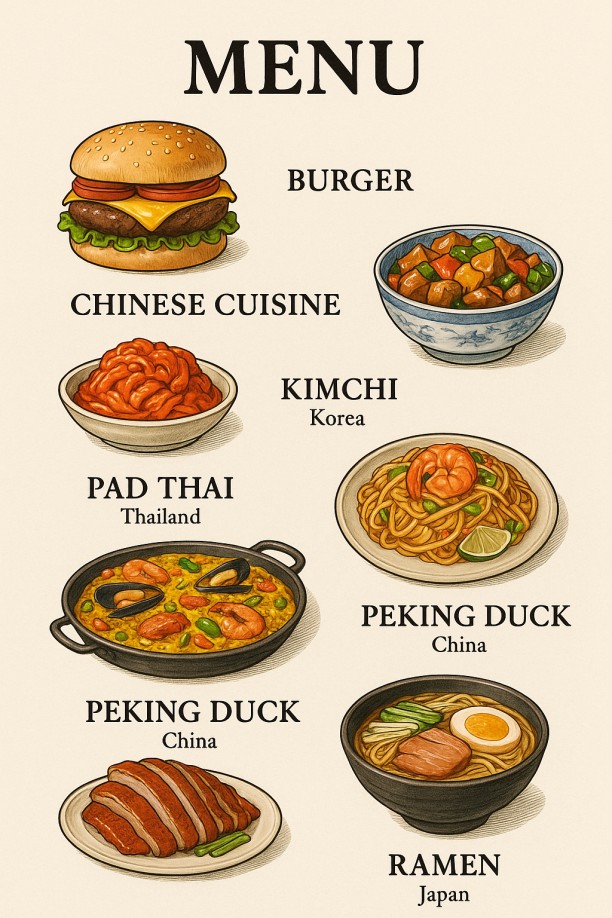 MENU
BURGER
CHINESE CUISINE
KIMCHI
Korea
PAD THAI
Thailand
PEKING DUCK
China
PEKING DUCK
China
RAMEN
Japan